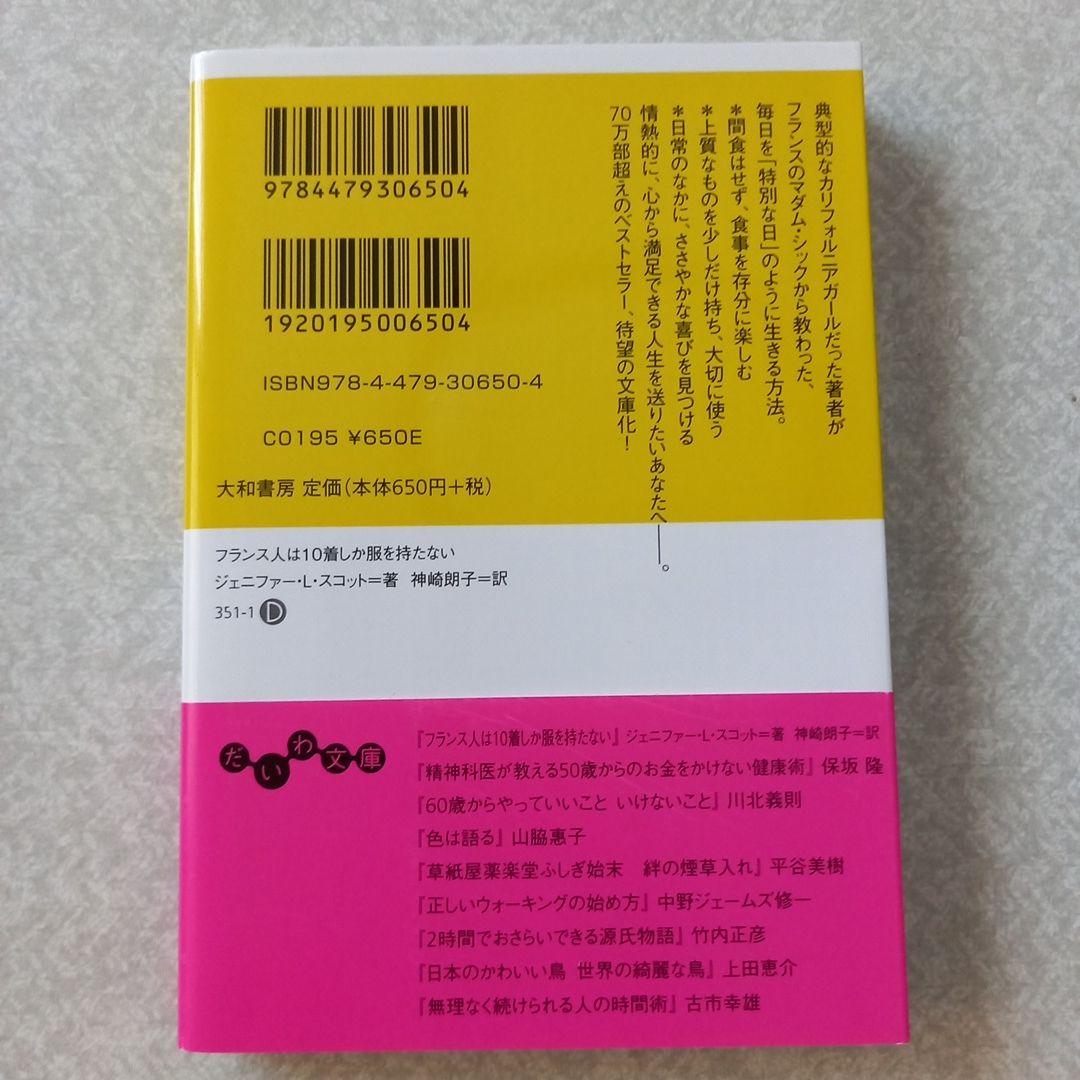 典型的なカリフォルニアガールだった著者が
フランスのマダム・シックから教わった、
毎日を「特別な日」のように生きる方法。
＊間食はせず、食事を存分に楽しむ
＊上質なものを少しだけ持ち、大切に使う
＊日常のなかに、ささやかな喜びを見つける
情熱的に、心から満足できる人生を送りたいあなたへ――。
70万部超えのベストセラー、待望の文庫化！
9784479306504
1920195006504
ISBN978-4-479-30650-4
C0195 ¥650E
大和書房 定価（本体650円＋税）
フランス人は10着しか服を持たない
ジェニファー・L・スコット＝著 神崎朗子＝訳
351-1 D
だいわ文庫
『フランス人は10着しか服を持たない』 ジェニファー・L・スコット＝著 神崎朗子＝訳
『精神科医が教える50歳からのお金をかけない健康術』 保坂 隆
『60歳からやっていいこと いけないこと』 川北義則
『色は語る』 山脇惠子
『草紙屋薬楽堂ふしぎ始末 絆の煙草入れ』 平谷美樹
『正しいウォーキングの始め方』 中野ジェームズ修一
『2時間でおさらいできる源氏物語』 竹内正彦
『日本のかわいい鳥 世界の綺麗な鳥』 上田恵介
『無理なく続けられる人の時間術』 古市幸雄